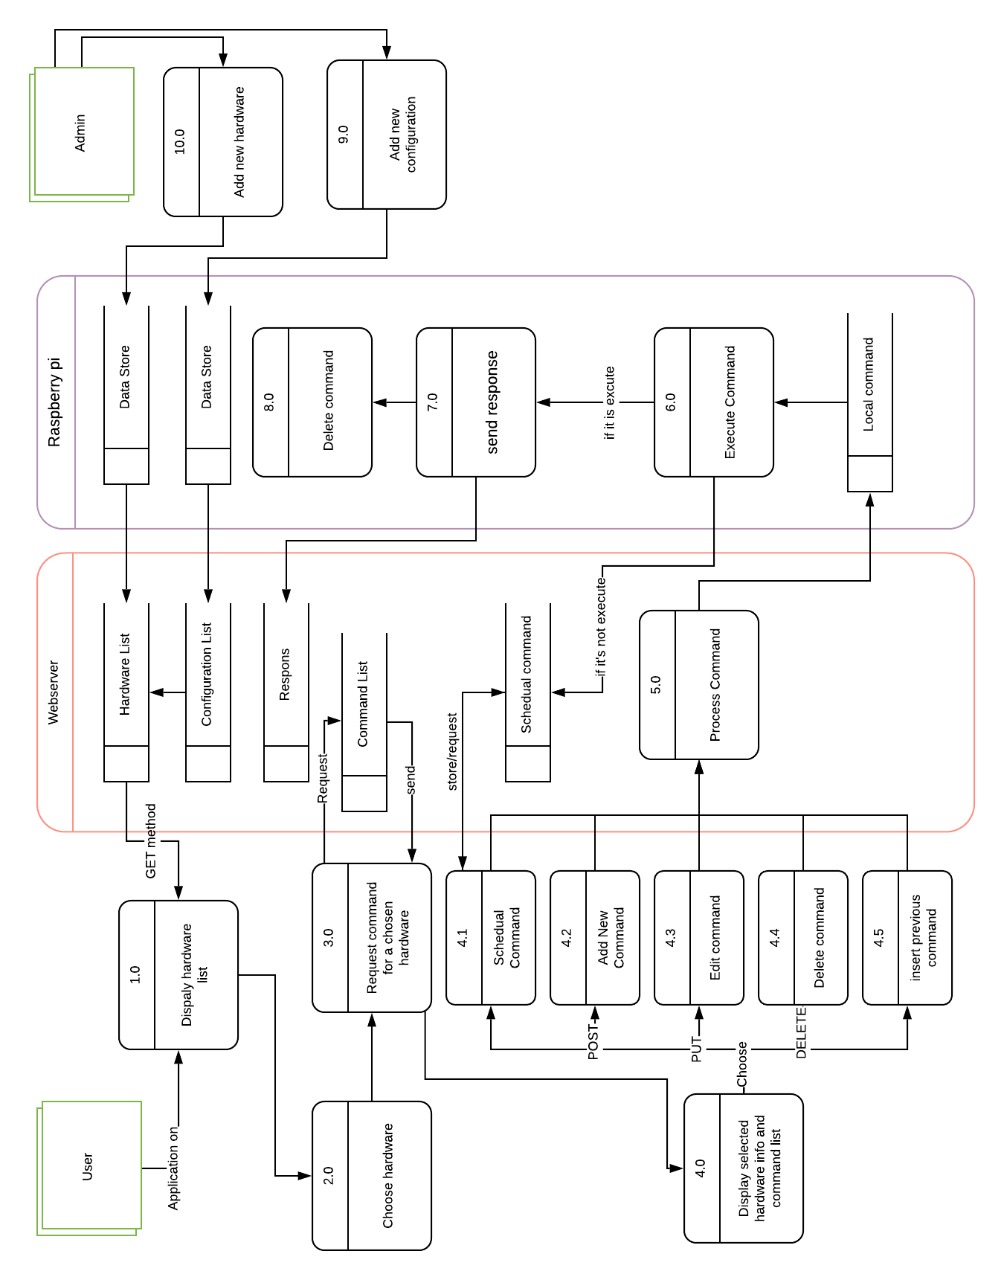 User
Application on
1.0
Dispaly hardware
list
GET method
2.0
Choose hardware
3.0
Request command
for a chosen
hardware
Request
send
4.0
Display selected
hardware info and
command list
Choose
POST
PUT
DELETE
4.1
Schedual
Command
4.2
Add New
Command
4.3
Edit command
4.4
Delete command
4.5
insert previous
command
store/request
Webserver
Hardware List
Configuration List
Respons
Command List
Schedual command
if it's not execute
5.0
Process Command
Raspberry pi
Data Store
Data Store
8.0
Delete command
7.0
send response
if it is excute
6.0
Execute Command
Local command
Admin
10.0
Add new hardware
9.0
Add new
configuration